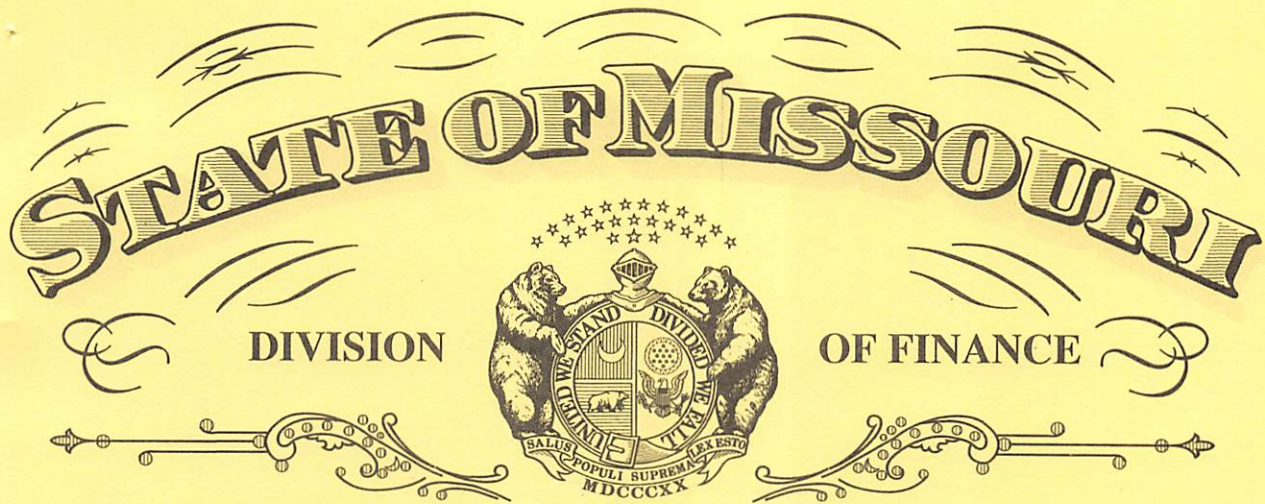 STATE OF MISSOURI
DIVISION
OF FINANCE
UNITED WE STAND DIVIDED WE FALL
SALUS POPULI SUPREMA LEX ESTO
MDCCCXX